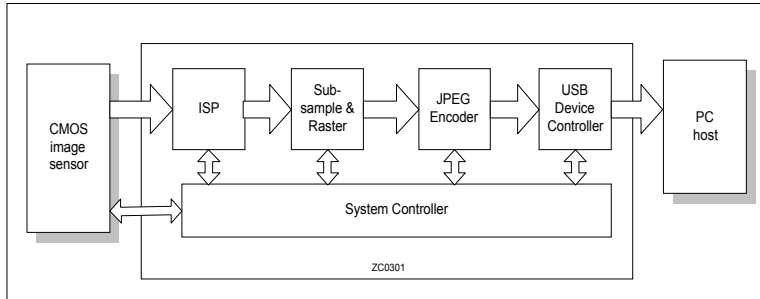 CMOS
image
sensor
ISP
Sub-
sample &
Raster
JPEG
Encoder
USB
Device
Controller
PC
host
System Controller
ZC0301